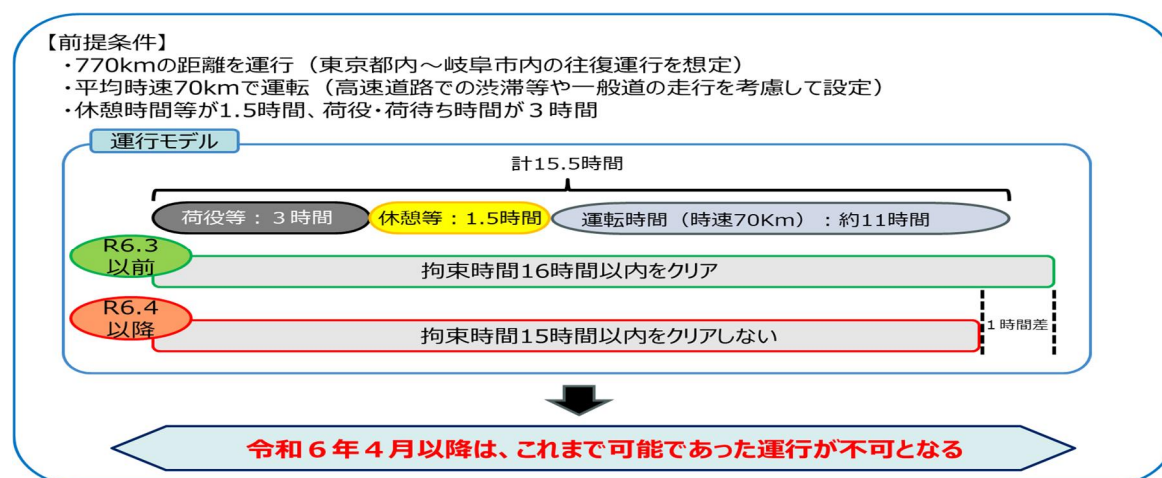 【前提条件】
・770kmの距離を運行（東京都内～岐阜市内の往復運行を想定）
・平均時速70kmで運転（高速道路での渋滞等や一般道の走行を考慮して設定）
・休憩時間等が1.5時間、荷役・荷待ち時間が３時間
運行モデル
計15.5時間
荷役等：３時間
休憩等：1.5時間
運転時間（時速70Km）：約11時間
R6.3
以前
拘束時間16時間以内をクリア
R6.4
以降
拘束時間15時間以内をクリアしない
１時間差
令和６年４月以降は、これまで可能であった運行が不可となる